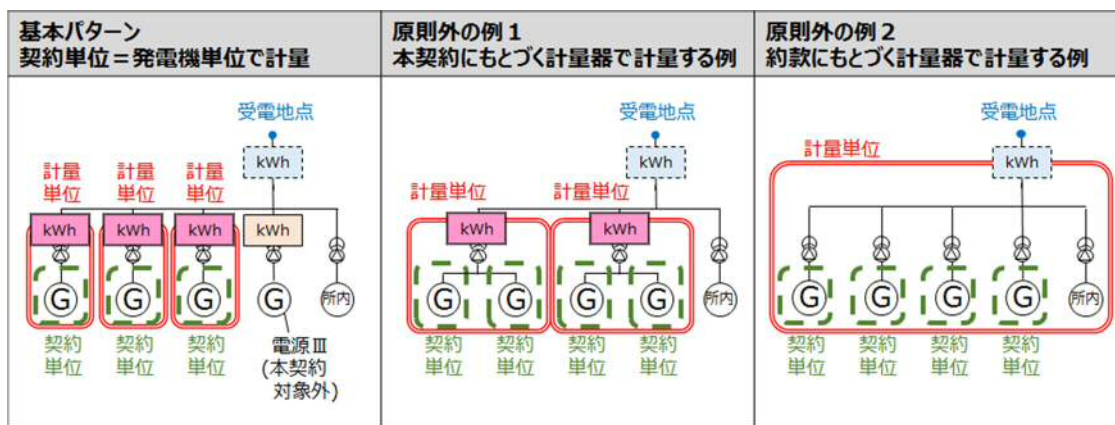 基本パターン
契約単位＝発電機単位で計量
受電地点
kWh
計量
単位
計量
単位
計量
単位
kWh
kWh
kWh
kWh
G
G
G
G
所内
契約
単位
契約
単位
契約
単位
電源Ⅲ
(本契約
対象外)
原則外の例１
本契約にもとづく計量器で計量する例
受電地点
kWh
計量単位
計量単位
kWh
kWh
G
G
G
G
所内
契約
単位
契約
単位
契約
単位
契約
単位
原則外の例２
約款にもとづく計量器で計量する例
受電地点
計量単位
kWh
G
G
G
G
所内
契約
単位
契約
単位
契約
単位
契約
単位